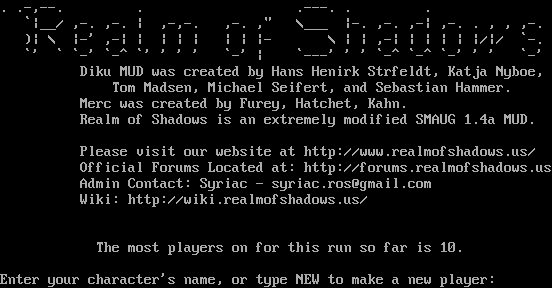 Realm of Shadows
Diku MUD was created by Hans Henirk Strfeldt, Katja Nyboe,
Tom Madsen, Michael Seifert, and Sebastian Hammer.
Merc was created by Furey, Hatchet, Kahn.
Realm of Shadows is an extremely modified SMAUG 1.4a MUD.
Please visit our website at http://www.realmofshadows.us/
Official Forums Located at: http://forums.realmofshadows.us
Admin Contact: Syriac - syriac.ros@gmail.com
Wiki: http://wiki.realmofshadows.us/
The most players on for this run so far is 10.
Enter your character's name, or type NEW to make a new player: